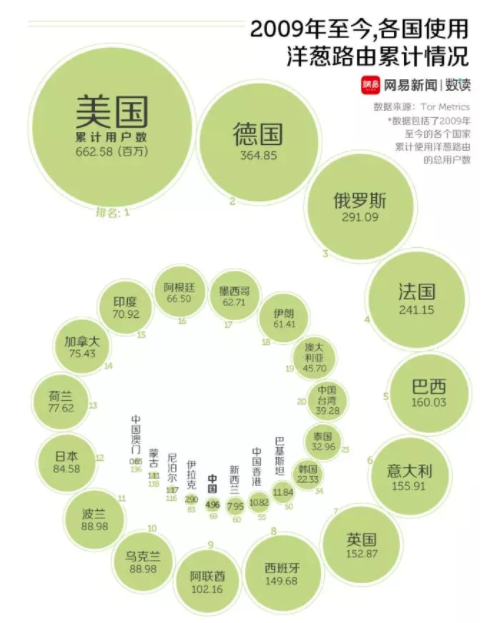 2009年至今,各国使用
洋葱路由累计情况
网易 网易新闻 | 数读
数据来源：Tor Metrics
*数据包括了2009年
至今的各个国家
累计使用洋葱路由
的总用户数
美国
累计用户数
662.58 (百万)
排名: 1
德国
364.85
2
俄罗斯
291.09
3
法国
241.15
4
巴西
160.03
5
意大利
155.91
6
英国
152.87
7
西班牙
149.68
8
阿联酋
102.16
9
乌克兰
88.98
10
波兰
88.98
11
日本
84.58
12
荷兰
77.62
13
加拿大
75.43
14
印度
70.92
15
阿根廷
66.50
16
墨西哥
62.71
17
伊朗
61.41
18
澳大
利亚
45.70
19
中国
台湾
39.28
20
泰国
32.96
23
韩国
22.33
34
巴基斯坦
11.84
50
中国香港
10.82
新西兰
7.95
60
中国
4.96
69
伊拉克
2.90
83
尼泊尔
1.17
116
蒙古
中国澳门